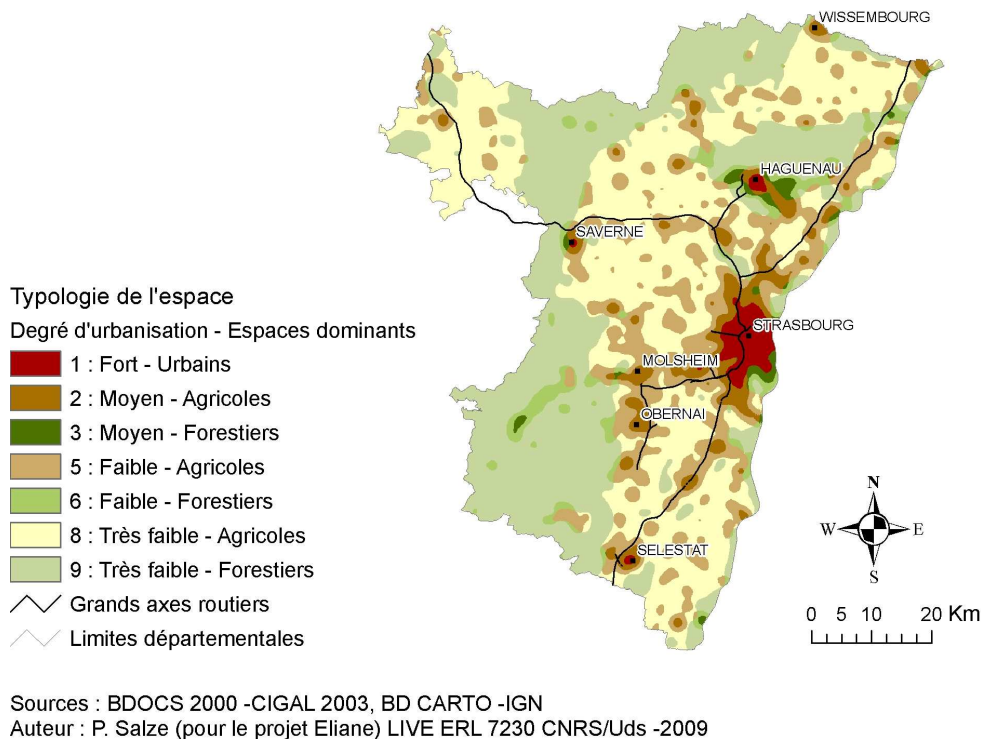 WISSEMBOURG
HAGUENAU
SAVERNE
STRASBOURG
MOLSHEIM
OBERNAI
SELESTAT
Typologie de l'espace
Degré d'urbanisation - Espaces dominants
1 : Fort - Urbains
2 : Moyen - Agricoles
3 : Moyen - Forestiers
5 : Faible - Agricoles
6 : Faible - Forestiers
8 : Très faible - Agricoles
9 : Très faible - Forestiers
Grands axes routiers
Limites départementales
N
W E
S
0 5 10 20 Km
Sources : BDOCS 2000 -CIGAL 2003, BD CARTO -IGN
Auteur : P. Salze (pour le projet Eliane) LIVE ERL 7230 CNRS/Uds -2009